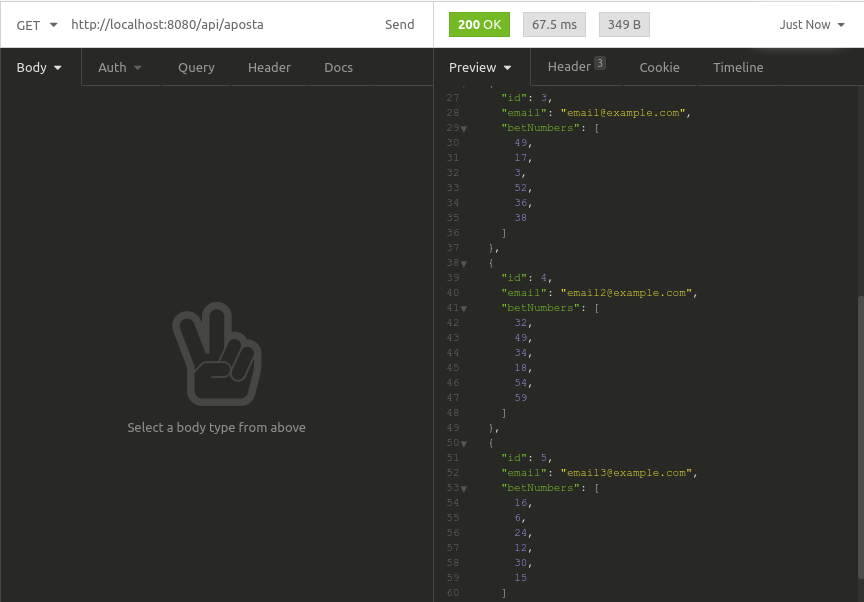 GET http://localhost:8080/api/aposta Send
200 OK 67.5 ms 349 B Just Now
Body Auth Query Header Docs
Preview Header 3 Cookie Timeline
27 "id": 3,
28 "email": "email@example.com",
29 "betNumbers": [
30 49,
31 17,
32 3,
33 52,
34 36,
35 38
36 ]
37 },
38 {
39 "id": 4,
40 "email": "email2@example.com",
41 "betNumbers": [
42 32,
43 49,
44 34,
45 18,
46 54,
47 59
48 ]
49 },
50 {
51 "id": 5,
52 "email": "email3@example.com",
53 "betNumbers": [
54 16,
55 6,
56 24,
57 12,
58 30,
59 15
60 ]
Select a body type from above